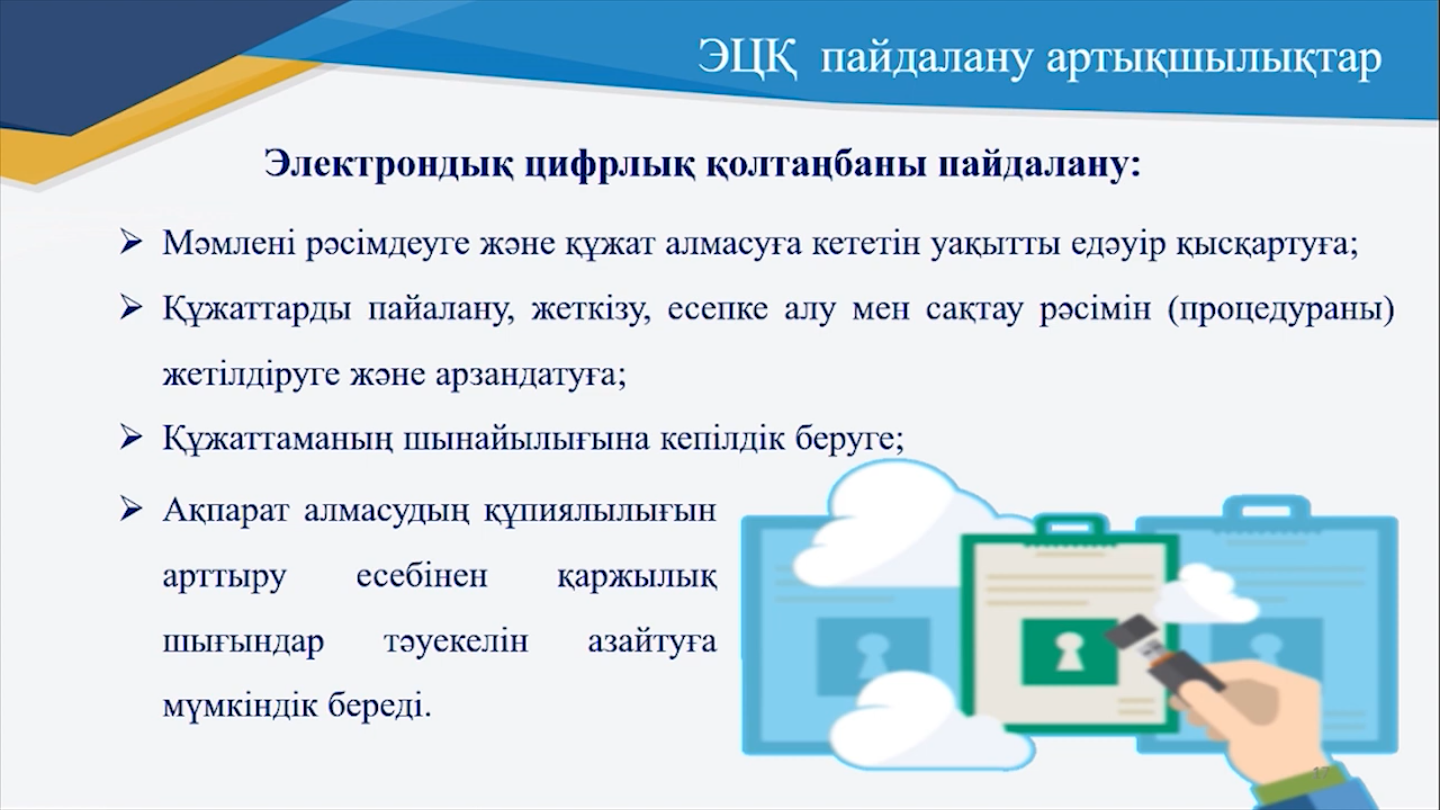 ЭЦҚ пайдалану артықшылықтар
Электрондық цифрлық қолтаңбаны пайдалану:
➢ Мәмлені рәсімдеуге және құжат алмасуға кететін уақытты едәуір қысқартуға;
➢ Құжаттарды пайалану, жеткізу, есепке алу мен сақтау рәсімін (процедураны)
жетілдіруге және арзандатуға;
➢ Құжаттаманың шынайылығына кепілдік беруге;
➢ Ақпарат алмасудың құпиялылығын
арттыру есебінен қаржылық
шығындар тәуекелін азайтуға
мүмкіндік береді.
17